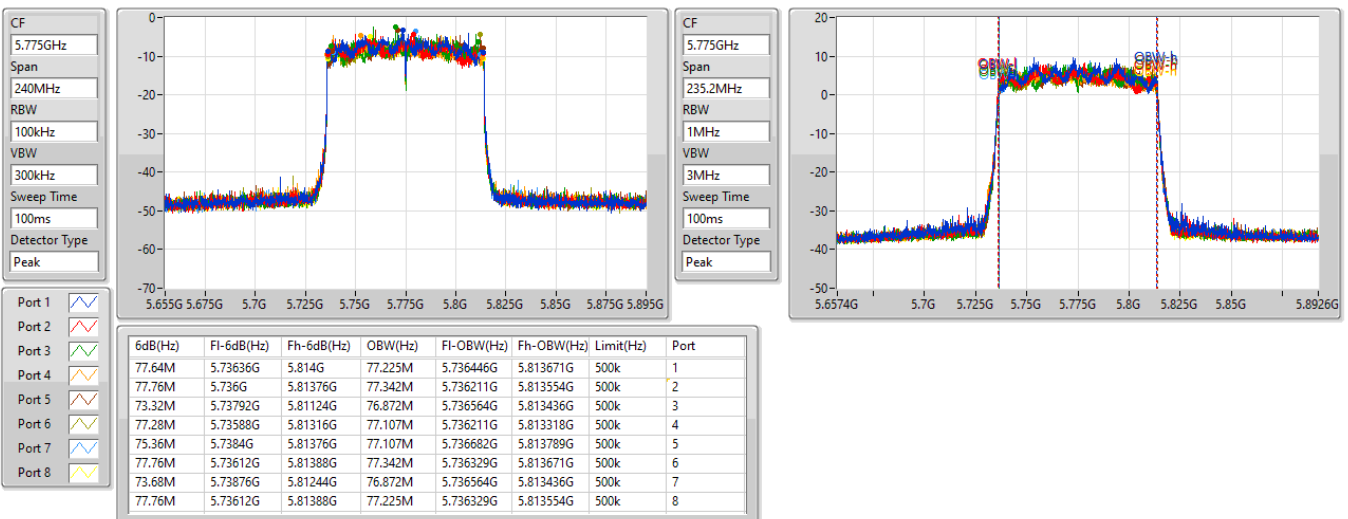 CF
5.775GHz
Span
240MHz
RBW
100kHz
VBW
300kHz
Sweep Time
100ms
Detector Type
Peak
0-
-10-
-20-
-30-
-40-
-50-
-60-
-70-
5.655G 5.675G 5.7G 5.725G 5.75G 5.775G 5.8G 5.825G 5.85G 5.875G 5.895G
CF
5.775GHz
Span
235.2MHz
RBW
1MHz
VBW
3MHz
Sweep Time
100ms
Detector Type
Peak
20-
10-
0-
-10-
-20-
-30-
-40-
-50-
OBW-l
OBW-h
5.6574G 5.7G 5.725G 5.75G 5.775G 5.8G 5.825G 5.85G 5.8926G
Port 1
Port 2
Port 3
Port 4
Port 5
Port 6
Port 7
Port 8
6dB(Hz) Fl-6dB(Hz) Fh-6dB(Hz) OBW(Hz) Fl-OBW(Hz) Fh-OBW(Hz) Limit(Hz) Port
77.64M 5.73636G 5.814G 77.225M 5.736446G 5.813671G 500k 1
77.76M 5.736G 5.81376G 77.342M 5.736211G 5.813554G 500k 2
73.32M 5.73792G 5.81124G 76.872M 5.736564G 5.813436G 500k 3
77.28M 5.73588G 5.81316G 77.107M 5.736211G 5.813318G 500k 4
75.36M 5.7384G 5.81376G 77.107M 5.736682G 5.813789G 500k 5
77.76M 5.73612G 5.81388G 77.342M 5.736329G 5.813671G 500k 6
73.68M 5.73876G 5.81244G 76.872M 5.736564G 5.813436G 500k 7
77.76M 5.73612G 5.81388G 77.225M 5.736329G 5.813554G 500k 8